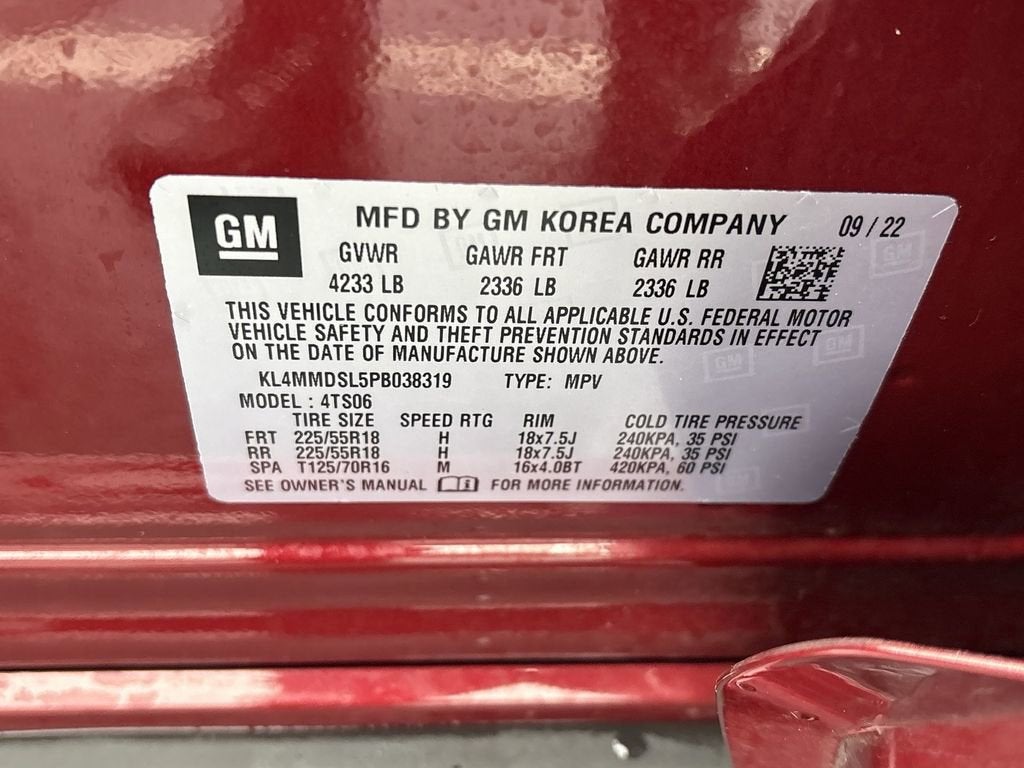 GM
MFD BY GM KOREA COMPANY 09 / 22
GVWR GAWR FRT GAWR RR
4233 LB 2336 LB 2336 LB
THIS VEHICLE CONFORMS TO ALL APPLICABLE U.S. FEDERAL MOTOR
VEHICLE SAFETY AND THEFT PREVENTION STANDARDS IN EFFECT
ON THE DATE OF MANUFACTURE SHOWN ABOVE.
KL4MMDSL5PB038319 TYPE: MPV
MODEL : 4TS06
TIRE SIZE SPEED RTG RIM COLD TIRE PRESSURE
FRT 225/55R18 H 18x7.5J 240KPA, 35 PSI
RR 225/55R18 H 18x7.5J 240KPA, 35 PSI
SPA T125/70R16 M 16x4.0BT 420KPA, 60 PSI
SEE OWNER'S MANUAL FOR MORE INFORMATION.